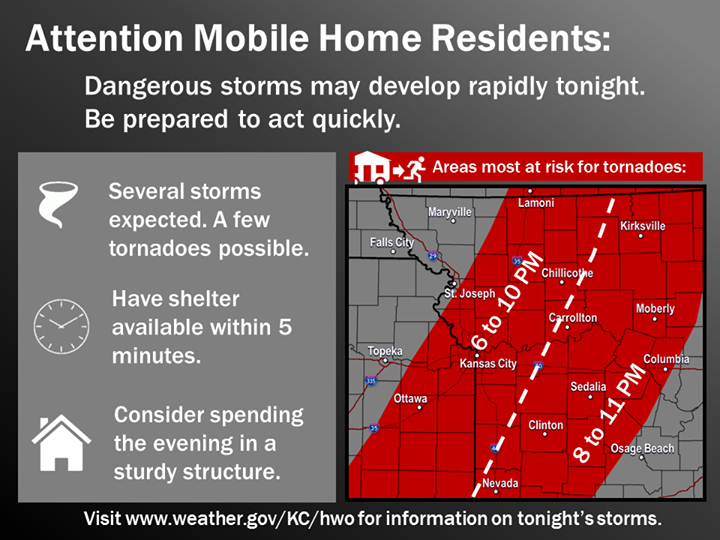 Attention Mobile Home Residents:
Dangerous storms may develop rapidly tonight.
Be prepared to act quickly.
Several storms
expected. A few
tornadoes possible.
Have shelter
available within 5
minutes.
Consider spending
the evening in a
sturdy structure.
Areas most at risk for tornadoes:
Lamoni
Maryville
Kirksville
Falls City
29
35
Chillicothe
St. Joseph
6 to 10 PM
Carrollton
Moberly
Topeka
Kansas City
Columbia
335
Sedalia
Ottawa
8 to 11 PM
35
Clinton
Osage Beach
Nevada
Visit www.weather.gov/KC/hwo for information on tonight's storms.